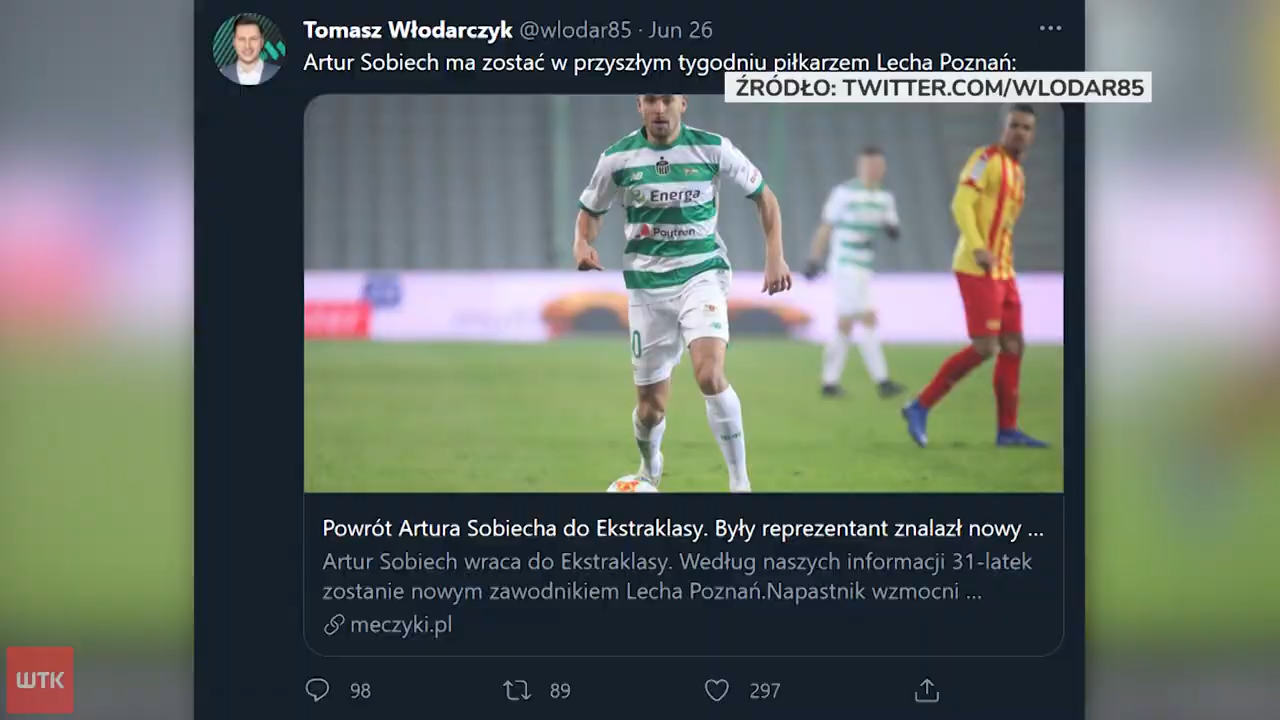 Tomasz Włodarczyk @wlodar85 · Jun 26
Artur Sobiech ma zostać w przyszłym tygodniu piłkarzem Lecha Poznań:
ŹRÓDŁO: TWITTER.COM/WLODAR85
Energa
Paytren
0
Powrót Artura Sobiecha do Ekstraklasy. Były reprezentant znalazł nowy ...
Artur Sobiech wraca do Ekstraklasy. Według naszych informacji 31-latek
zostanie nowym zawodnikiem Lecha Poznań.Napastnik wzmocni ...
meczyki.pl
98 89 297
WTK